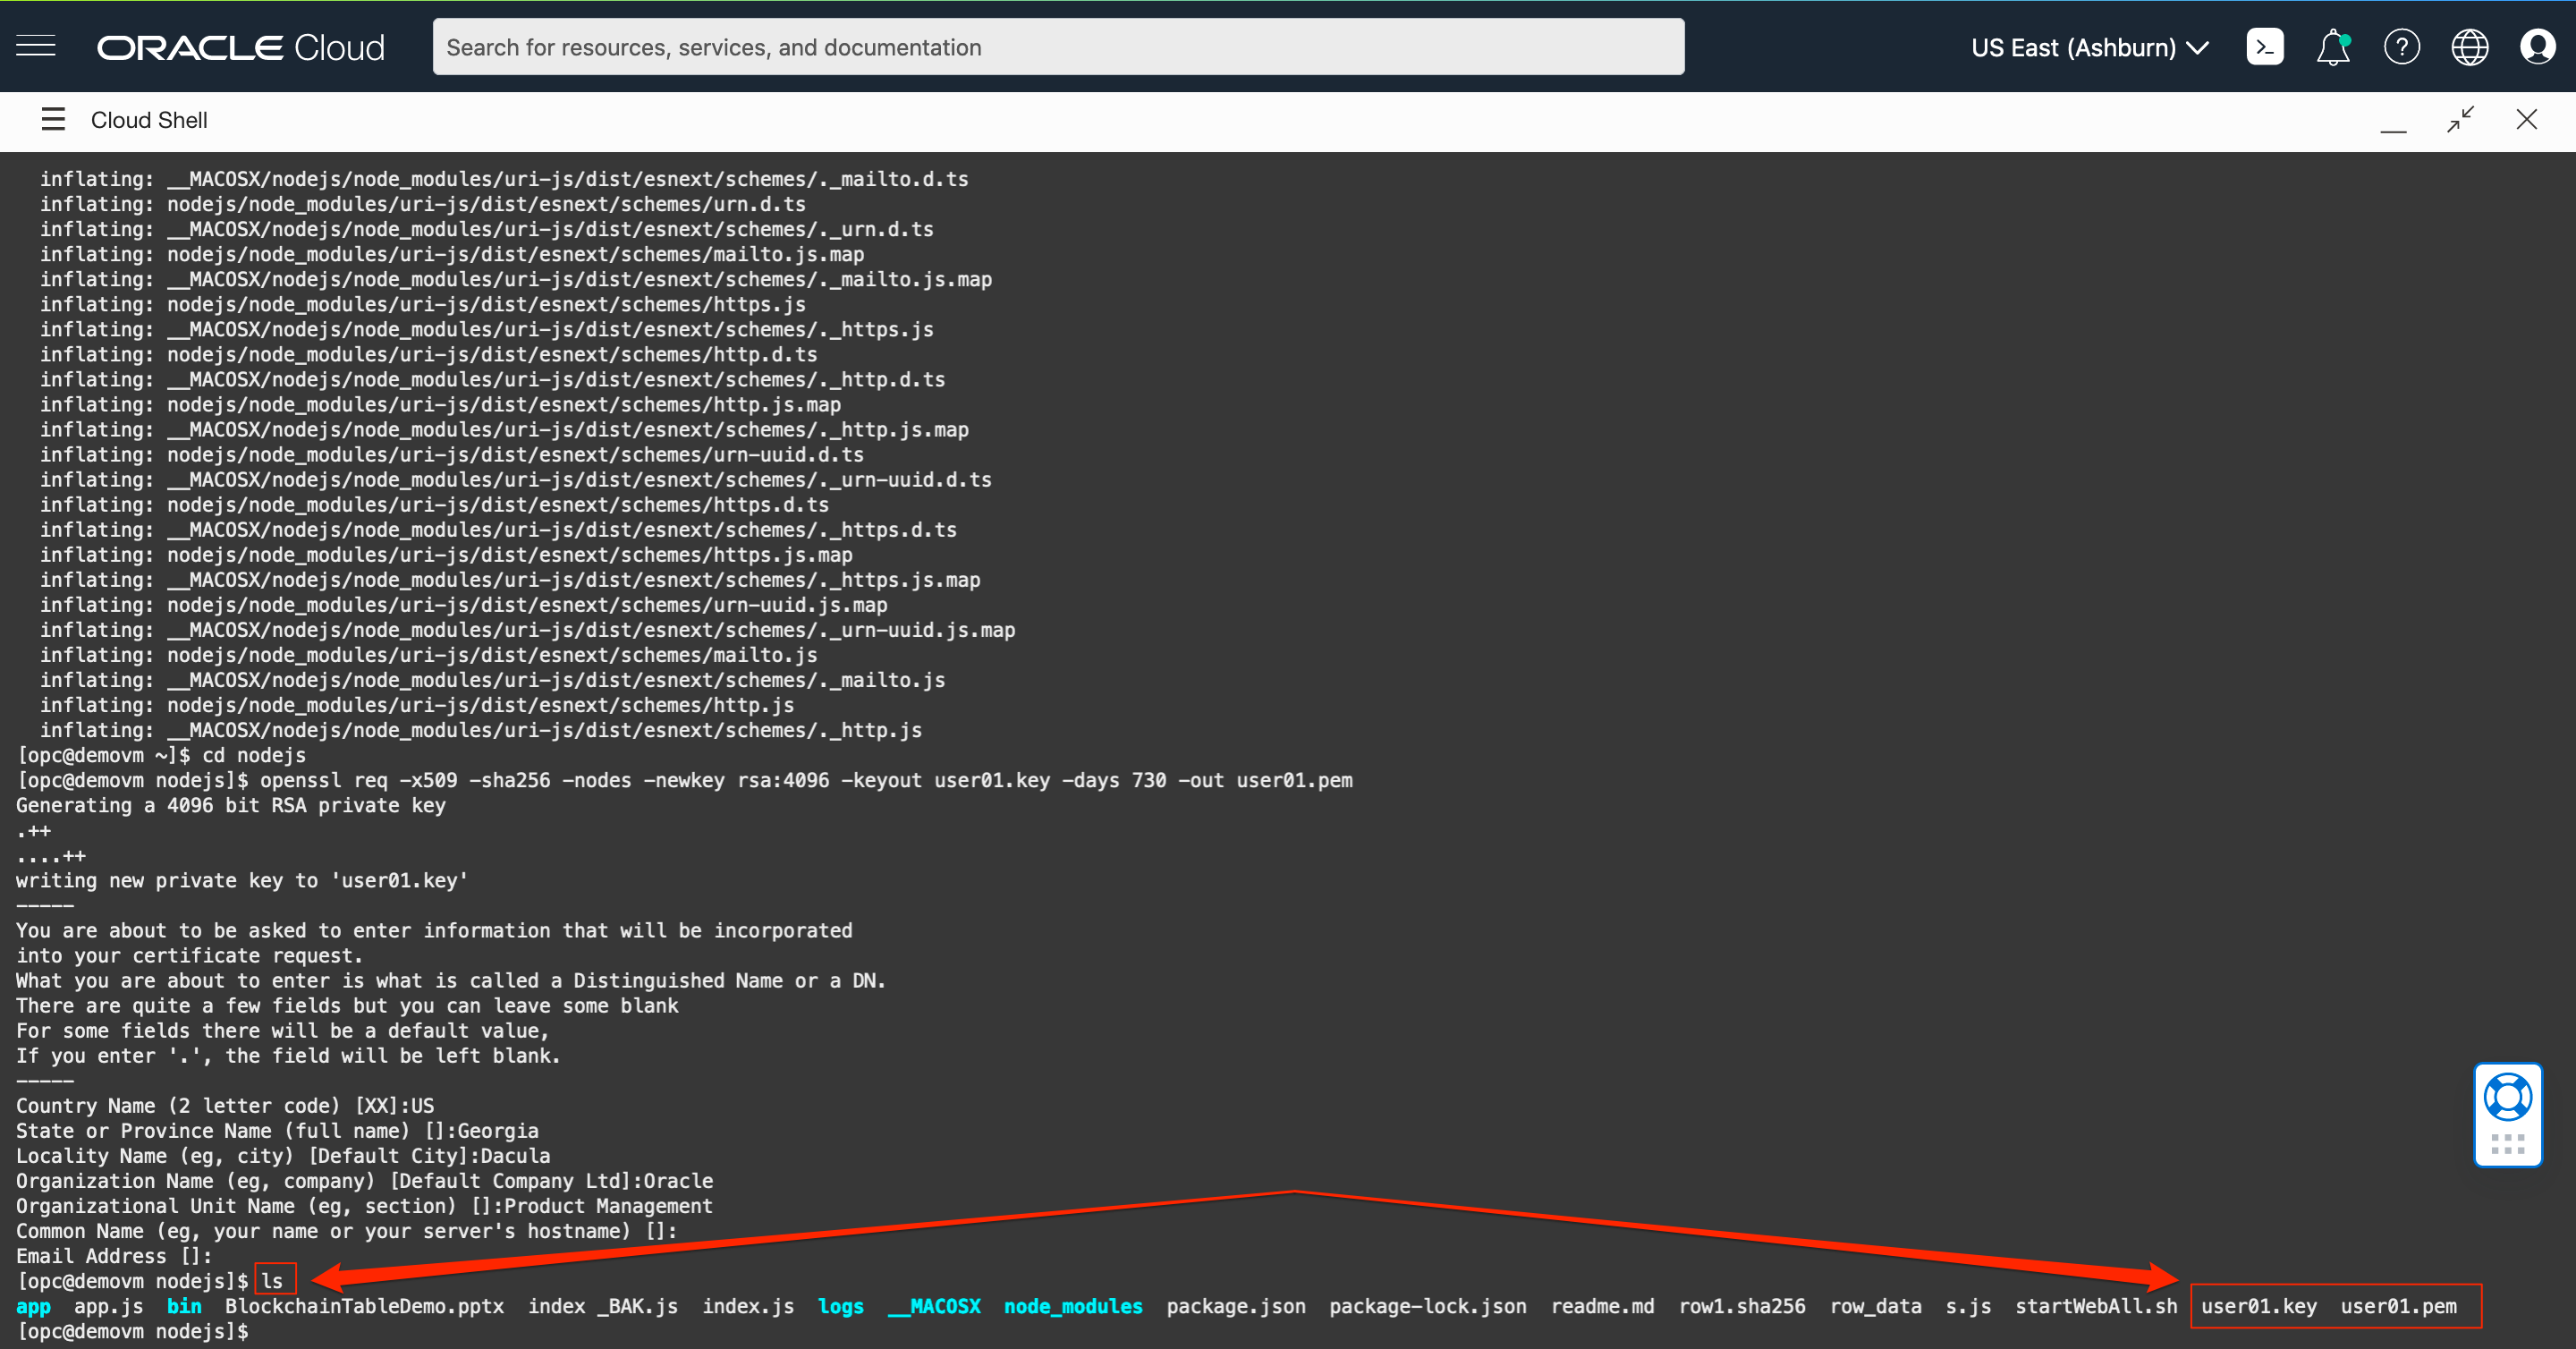 ORACLE Cloud
Search for resources, services, and documentation
US East (Ashburn)
Cloud Shell
inflating: __MACOSX/nodejs/node_modules/uri-js/dist/esnext/schemes/._mailto.d.ts
inflating: nodejs/node_modules/uri-js/dist/esnext/schemes/urn.d.ts
inflating: __MACOSX/nodejs/node_modules/uri-js/dist/esnext/schemes/._urn.d.ts
inflating: nodejs/node_modules/uri-js/dist/esnext/schemes/mailto.js.map
inflating: __MACOSX/nodejs/node_modules/uri-js/dist/esnext/schemes/._mailto.js.map
inflating: nodejs/node_modules/uri-js/dist/esnext/schemes/https.js
inflating: __MACOSX/nodejs/node_modules/uri-js/dist/esnext/schemes/._https.js
inflating: nodejs/node_modules/uri-js/dist/esnext/schemes/http.d.ts
inflating: __MACOSX/nodejs/node_modules/uri-js/dist/esnext/schemes/._http.d.ts
inflating: nodejs/node_modules/uri-js/dist/esnext/schemes/http.js.map
inflating: __MACOSX/nodejs/node_modules/uri-js/dist/esnext/schemes/._http.js.map
inflating: nodejs/node_modules/uri-js/dist/esnext/schemes/urn-uuid.d.ts
inflating: __MACOSX/nodejs/node_modules/uri-js/dist/esnext/schemes/._urn-uuid.d.ts
inflating: nodejs/node_modules/uri-js/dist/esnext/schemes/https.d.ts
inflating: __MACOSX/nodejs/node_modules/uri-js/dist/esnext/schemes/._https.d.ts
inflating: nodejs/node_modules/uri-js/dist/esnext/schemes/https.js.map
inflating: __MACOSX/nodejs/node_modules/uri-js/dist/esnext/schemes/._https.js.map
inflating: nodejs/node_modules/uri-js/dist/esnext/schemes/urn-uuid.js.map
inflating: __MACOSX/nodejs/node_modules/uri-js/dist/esnext/schemes/._urn-uuid.js.map
inflating: nodejs/node_modules/uri-js/dist/esnext/schemes/mailto.js
inflating: __MACOSX/nodejs/node_modules/uri-js/dist/esnext/schemes/._mailto.js
inflating: nodejs/node_modules/uri-js/dist/esnext/schemes/http.js
inflating: __MACOSX/nodejs/node_modules/uri-js/dist/esnext/schemes/._http.js
[opc@demovm ~]$ cd nodejs
[opc@demovm nodejs]$ openssl req -x509 -sha256 -nodes -newkey rsa:4096 -keyout user01.key -days 730 -out user01.pem
Generating a 4096 bit RSA private key
.++
....++
writing new private key to 'user01.key'
-----
You are about to be asked to enter information that will be incorporated
into your certificate request.
What you are about to enter is what is called a Distinguished Name or a DN.
There are quite a few fields but you can leave some blank
For some fields there will be a default value,
If you enter '.', the field will be left blank.
-----
Country Name (2 letter code) [XX]:US
State or Province Name (full name) []:Georgia
Locality Name (eg, city) [Default City]:Dacula
Organization Name (eg, company) [Default Company Ltd]:Oracle
Organizational Unit Name (eg, section) []:Product Management
Common Name (eg, your name or your server's hostname) []:
Email Address []:
[opc@demovm nodejs]$ ls
app app.js bin BlockchainTableDemo.pptx index _BAK.js index.js logs __MACOSX node_modules package.json package-lock.json readme.md row1.sha256 row_data s.js startWebAll.sh user01.key user01.pem
[opc@demovm nodejs]$